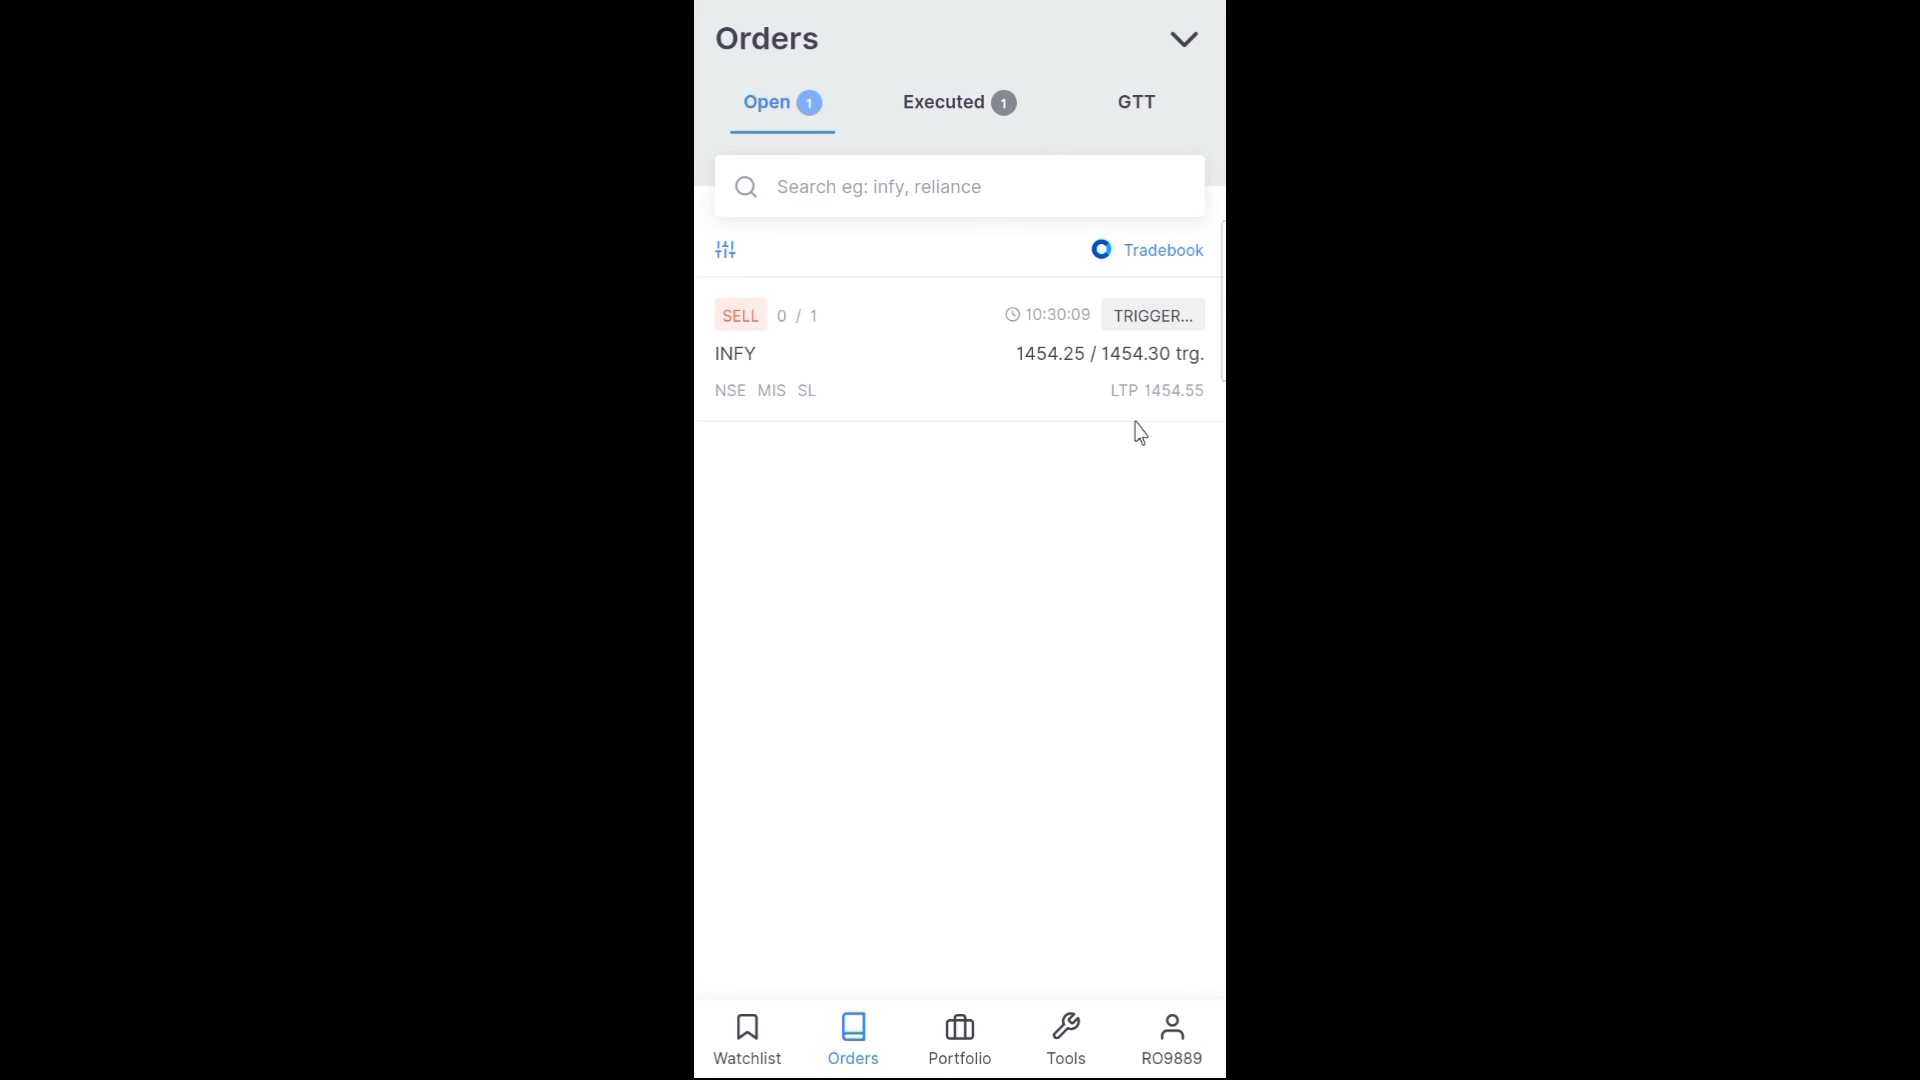 Orders
Open 1 Executed 1 GTT
Search eg: infy, reliance
Tradebook
SELL 0 / 1 10:30:09 TRIGGER...
INFY 1454.25 / 1454.30 trg.
NSE MIS SL LTP 1454.55
Watchlist Orders Portfolio Tools RO9889